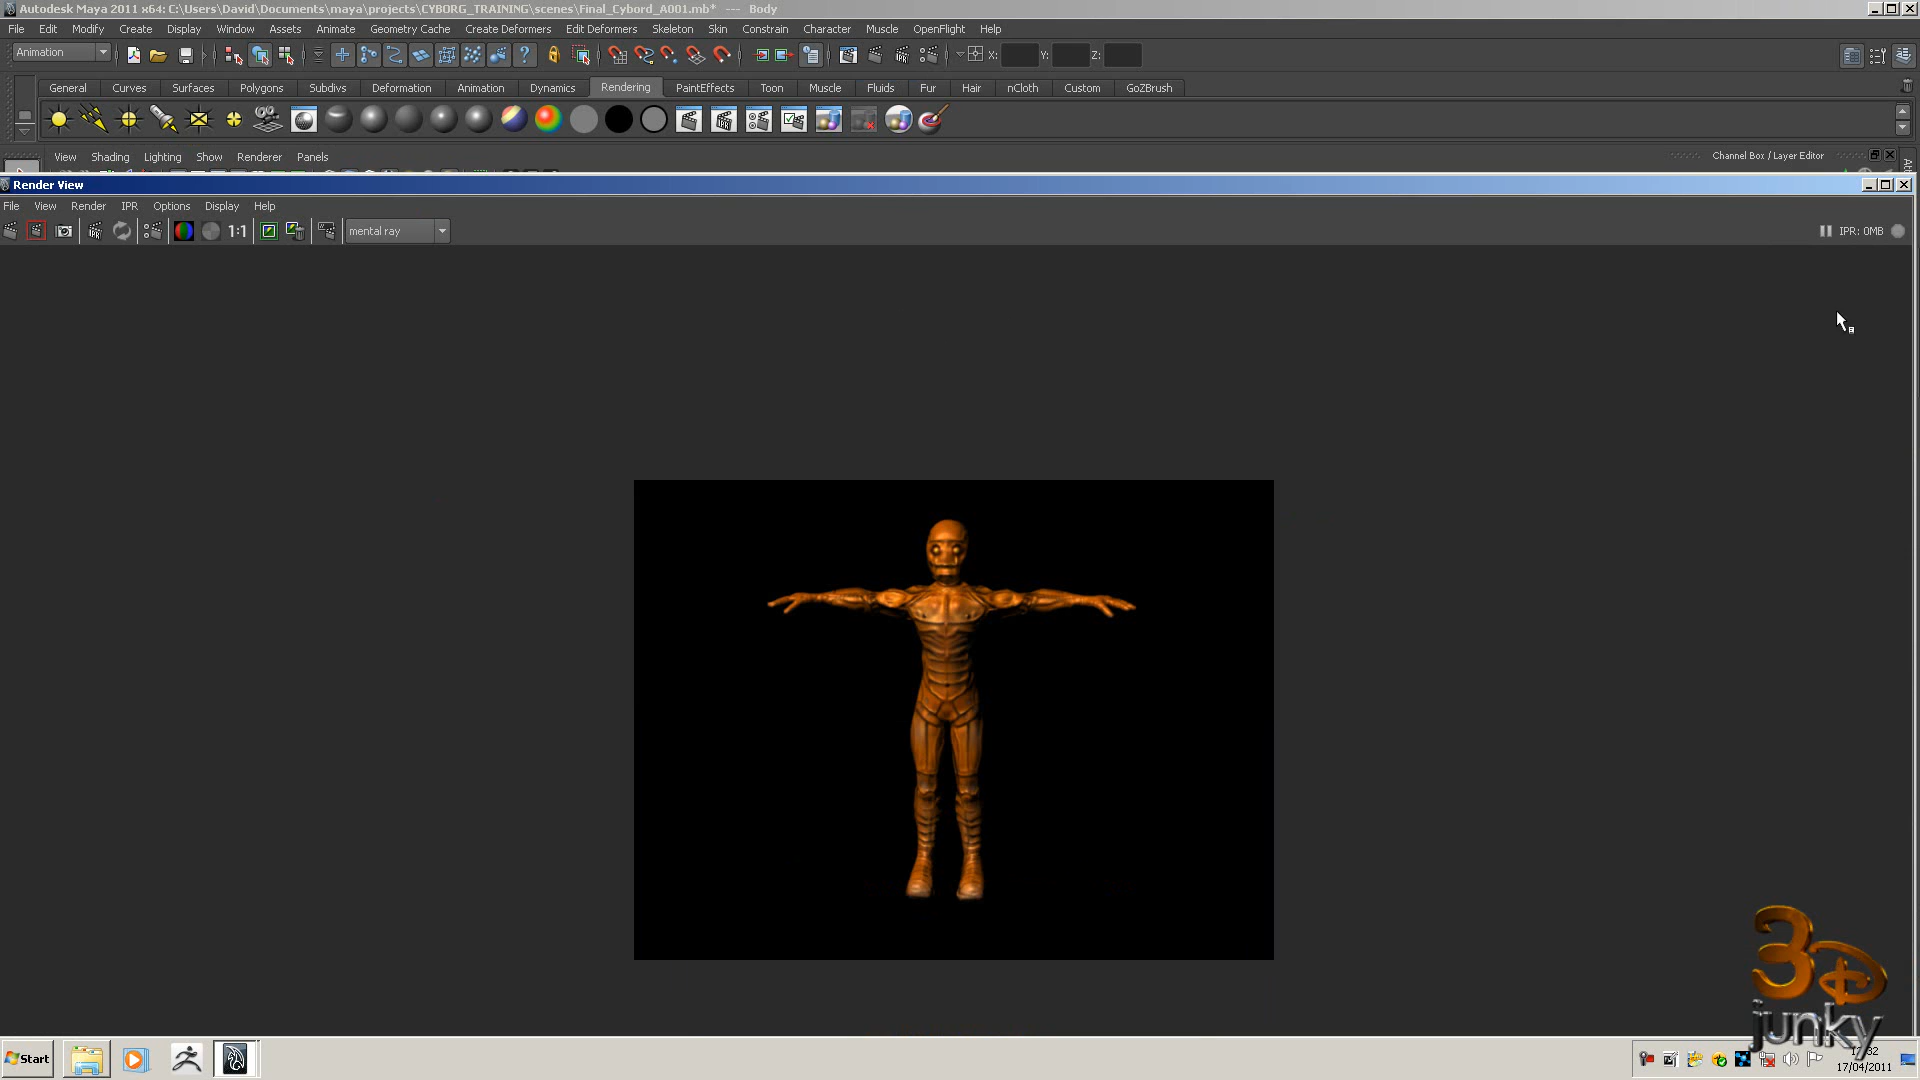 Autodesk Maya 2011 x64: C:\Users\David\Documents\maya\projects\CYBORG_TRAINING\scenes\Final_Cybord_A001.mb* --- Body
File Edit Modify Create Display Window Assets Animate Geometry Cache Create Deformers Edit Deformers Skeleton Skin Constrain Character Muscle OpenFlight Help
Animation X: Y: Z:
General Curves Surfaces Polygons Subdivs Deformation Animation Dynamics Rendering PaintEffects Toon Muscle Fluids Fur Hair nCloth Custom GoZBrush
View Shading Lighting Show Renderer Panels Channel Box / Layer Editor
Render View
File View Render IPR Options Display Help
IPR 1:1 mental ray IPR: 0MB
3D
junky
Start
17/04/2011